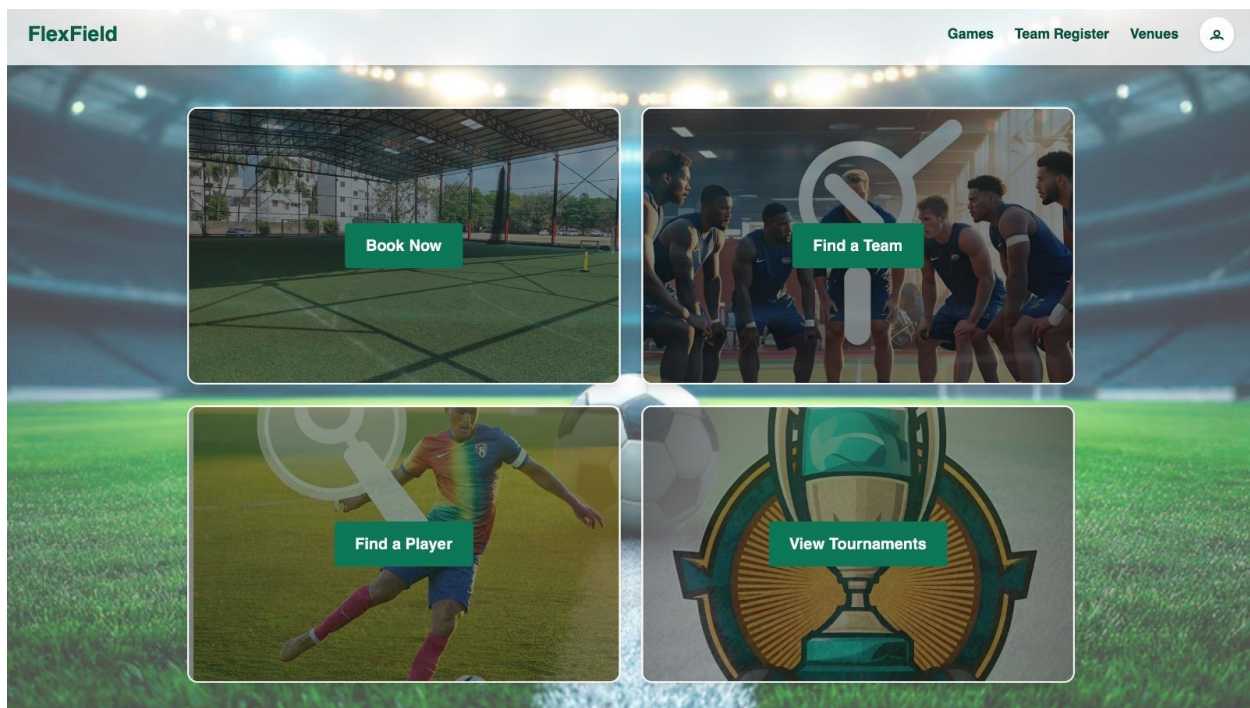 FlexField
Games Team Register Venues
Book Now
Find a Team
Find a Player
View Tournaments